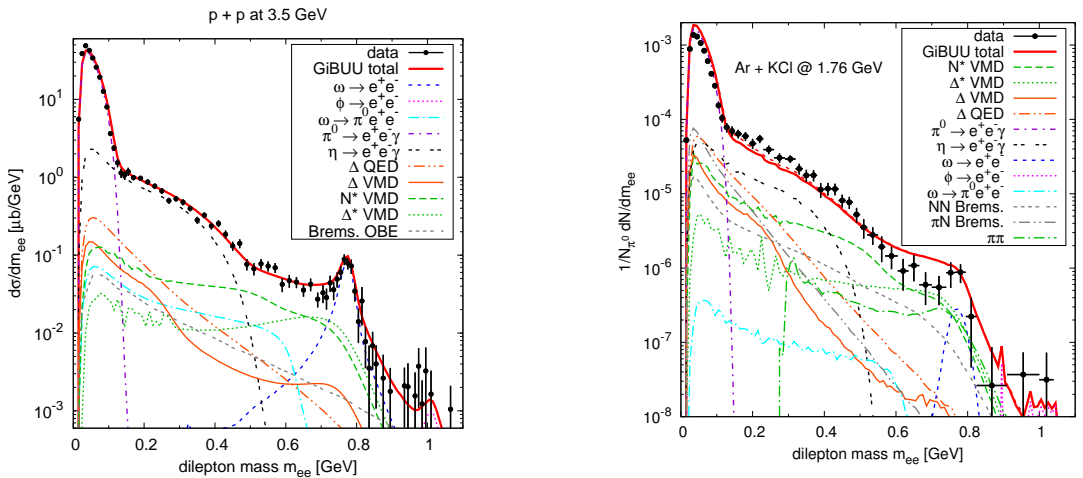 p + p at 3.5 GeV
data
GiBUU total
ω → e⁺e⁻
ϕ → e⁺e⁻
ω → π⁰e⁺e⁻
π⁰ → e⁺e⁻γ
η → e⁺e⁻γ
Δ QED
Δ VMD
N* VMD
Δ* VMD
Brems. OBE
dσ/dm_ee [μb/GeV]
10¹
10⁰
10⁻¹
10⁻²
10⁻³
0 0.2 0.4 0.6 0.8 1
dilepton mass m_ee [GeV]
Ar + KCl @ 1.76 GeV
data
GiBUU total
N* VMD
Δ* VMD
Δ VMD
Δ QED
π⁰ → e⁺e⁻γ
η → e⁺e⁻γ
ω → e⁺e⁻
ϕ → e⁺e⁻
ω → π⁰e⁺e⁻
NN Brems.
πN Brems.
ππ
1/N_π⁰ dN/dm_ee
10⁻³
10⁻⁴
10⁻⁵
10⁻⁶
10⁻⁷
10⁻⁸
0 0.2 0.4 0.6 0.8 1
dilepton mass m_ee [GeV]